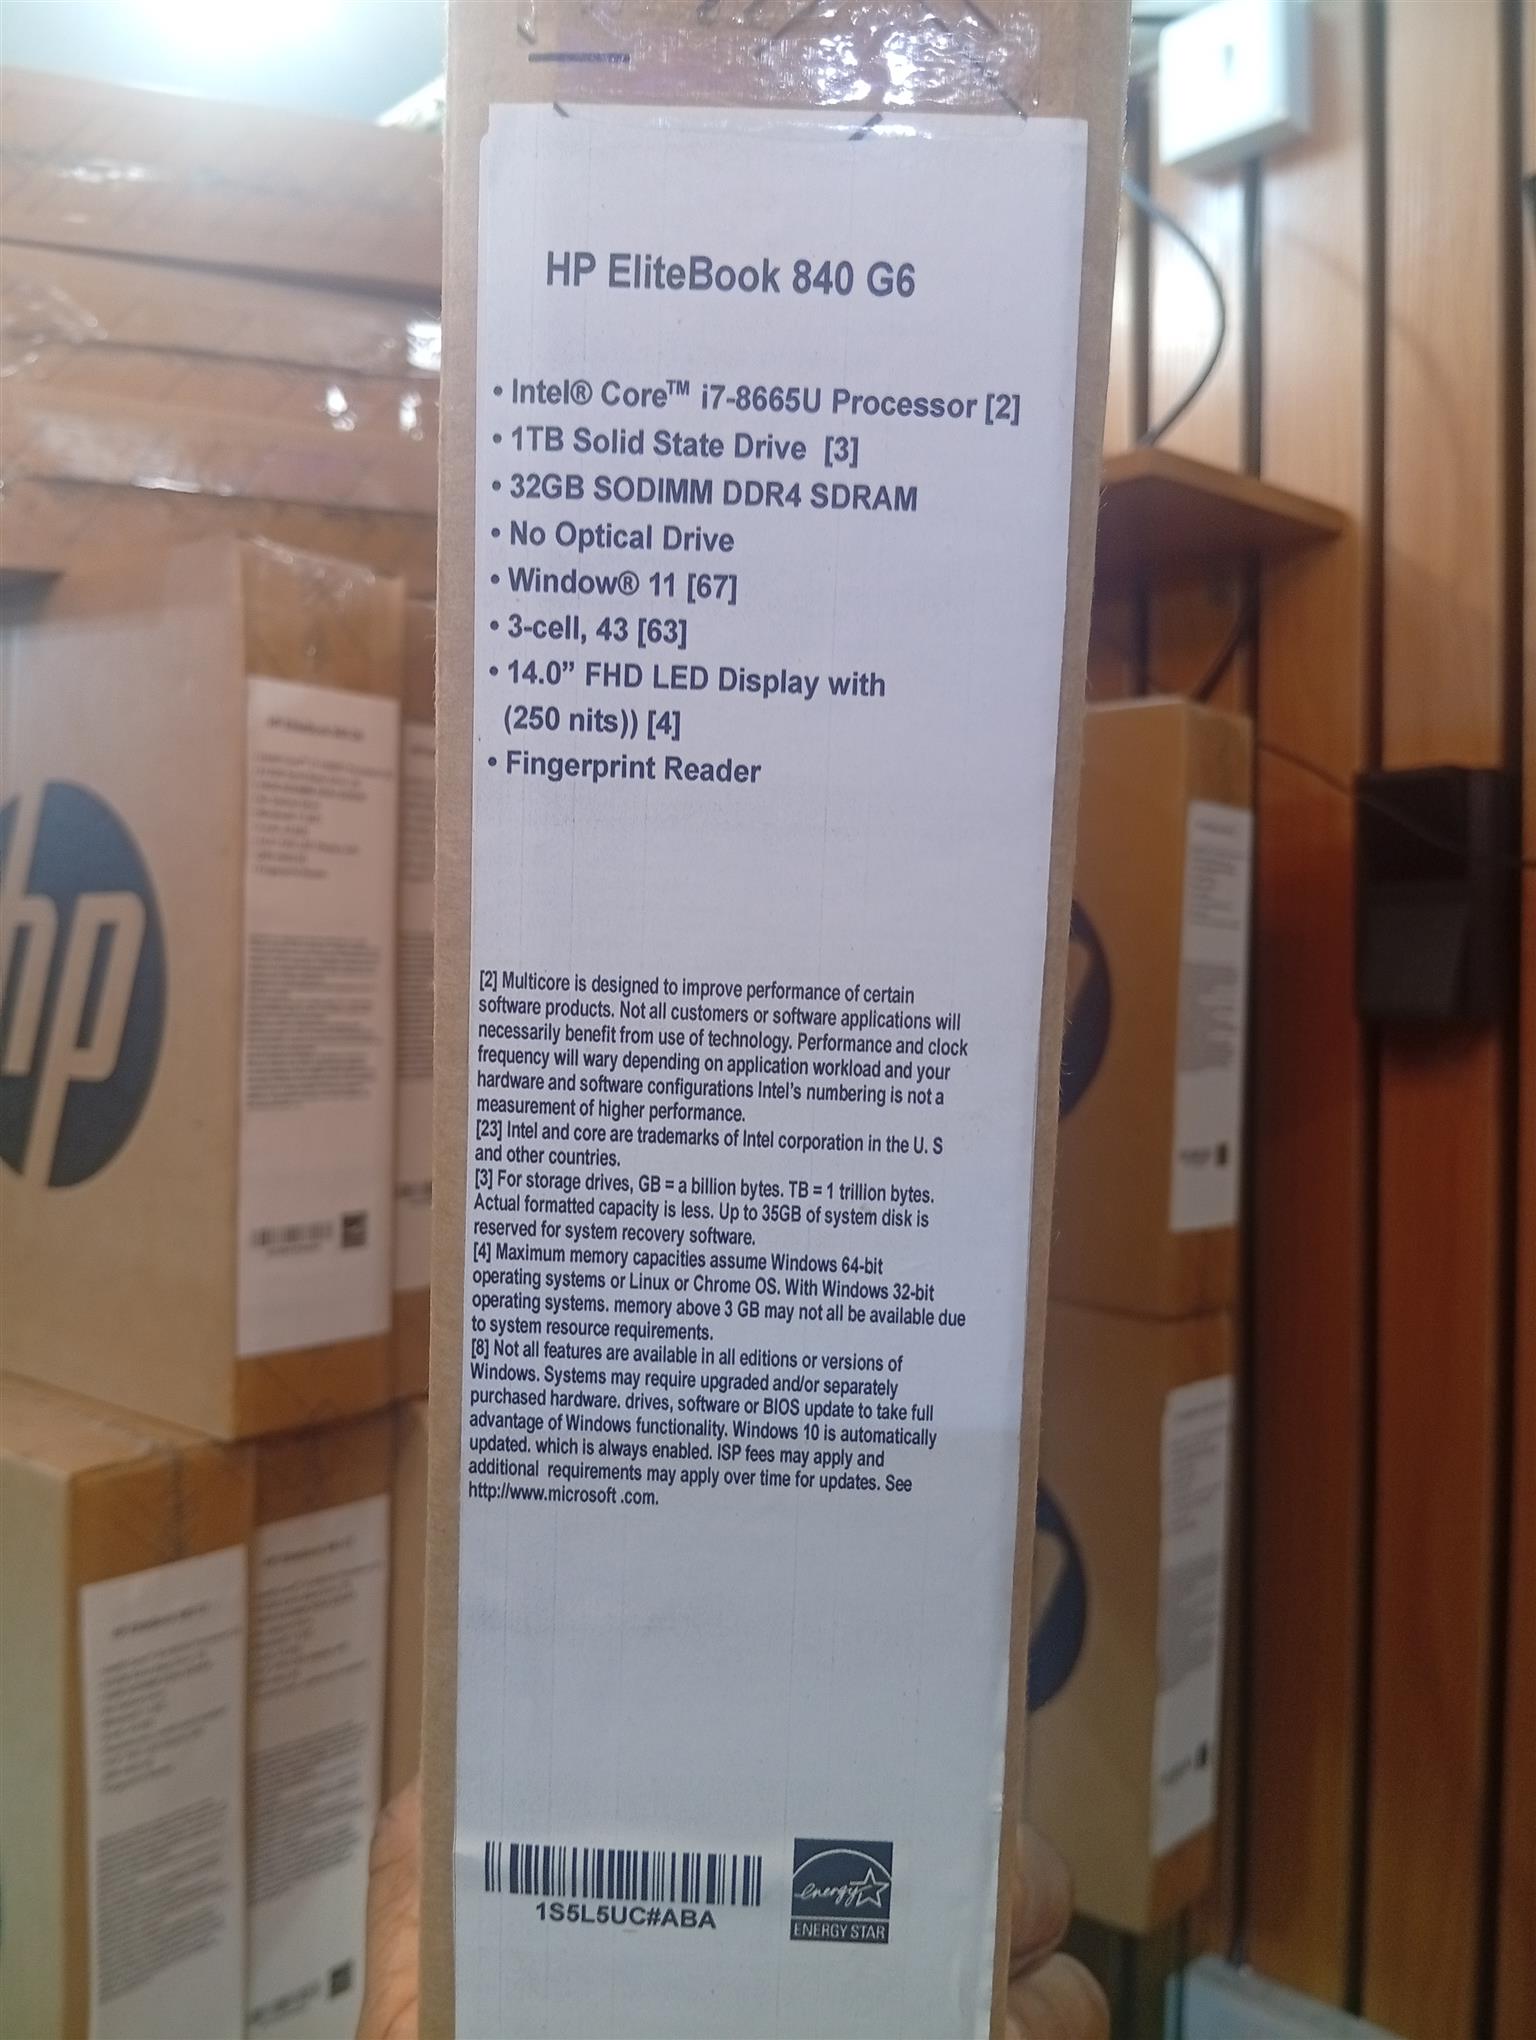 HP EliteBook 840 G6
• Intel® Core™ i7-8665U Processor [2]
• 1TB Solid State Drive [3]
• 32GB SODIMM DDR4 SDRAM
• No Optical Drive
• Window® 11 [67]
• 3-cell, 43 [63]
• 14.0” FHD LED Display with
(250 nits)) [4]
• Fingerprint Reader
[2] Multicore is designed to improve performance of certain
software products. Not all customers or software applications will
necessarily benefit from use of technology. Performance and clock
frequency will wary depending on application workload and your
hardware and software configurations Intel's numbering is not a
measurement of higher performance.
[23] Intel and core are trademarks of Intel corporation in the U. S
and other countries.
[3] For storage drives, GB = a billion bytes. TB = 1 trillion bytes.
Actual formatted capacity is less. Up to 35GB of system disk is
reserved for system recovery software.
[4] Maximum memory capacities assume Windows 64-bit
operating systems or Linux or Chrome OS. With Windows 32-bit
operating systems. memory above 3 GB may not all be available due
to system resource requirements.
[8] Not all features are available in all editions or versions of
Windows. Systems may require upgraded and/or separately
purchased hardware. drives, software or BIOS update to take full
advantage of Windows functionality. Windows 10 is automatically
updated. which is always enabled. ISP fees may apply and
additional requirements may apply over time for updates. See
http://www.microsoft .com.
1S5L5UC#ABA
energy
ENERGY STAR
hp